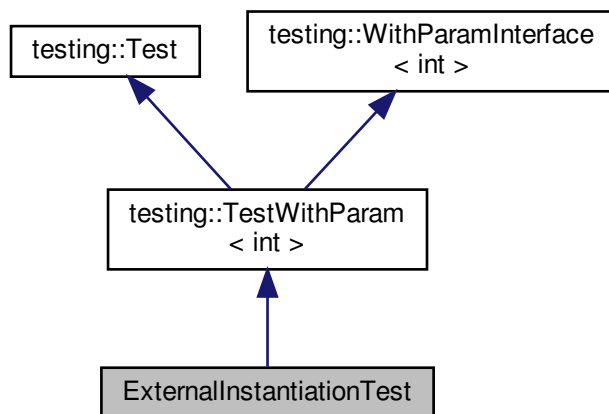 testing::Test
testing::WithParamInterface
< int >
testing::TestWithParam
< int >
ExternalInstantiationTest